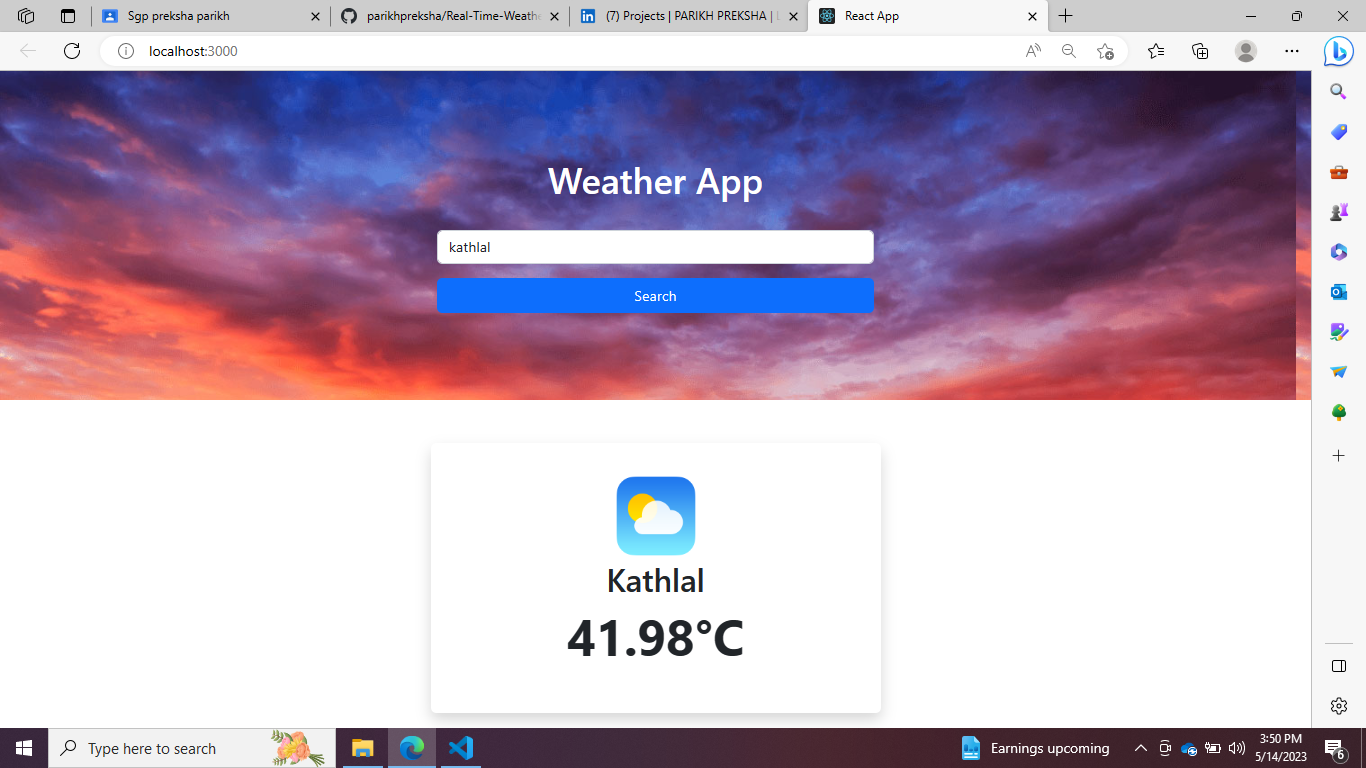 Sgp preksha parikh
parikhpreksha/Real-Time-Weathe
(7) Projects | PARIKH PREKSHA |
React App
localhost:3000
Weather App
kathlal
Search
Kathlal
41.98°C
Type here to search
Earnings upcoming
3:50 PM
5/14/2023
6